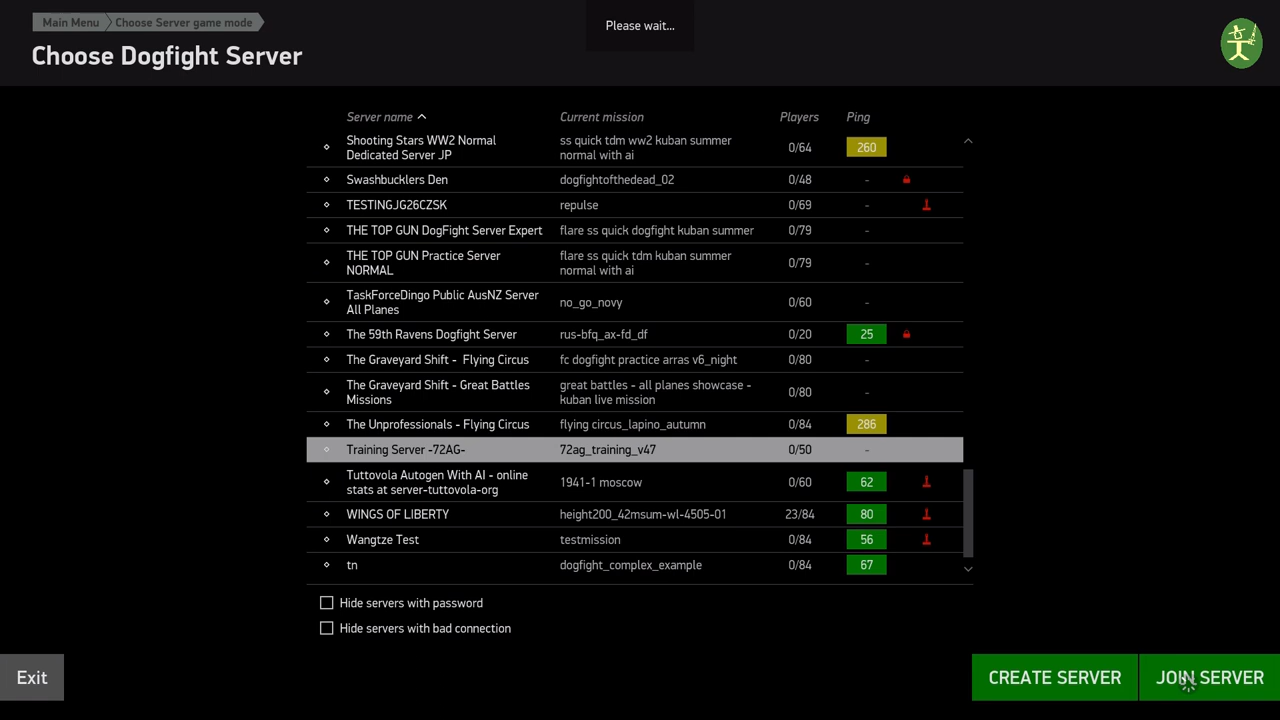 Main Menu
Choose Server game mode
Please wait...
Choose Dogfight Server
Server name
Current mission
Players
Ping
Shooting Stars WW2 Normal
Dedicated Server JP
ss quick tdm ww2 kuban summer
normal with ai
0/64
260
Swashbucklers Den
dogfightofthedead_02
0/48
-
TESTINGJG26CZSK
repulse
0/69
-
THE TOP GUN DogFight Server Expert
flare ss quick dogfight kuban summer
0/79
-
THE TOP GUN Practice Server
NORMAL
flare ss quick tdm kuban summer
normal with ai
0/79
-
TaskForceDingo Public AusNZ Server
All Planes
no_go_novy
0/60
-
The 59th Ravens Dogfight Server
rus-bfq_ax-fd_df
0/20
25
The Graveyard Shift - Flying Circus
fc dogfight practice arras v6_night
0/80
-
The Graveyard Shift - Great Battles
Missions
great battles - all planes showcase -
kuban live mission
0/80
-
The Unprofessionals - Flying Circus
flying circus_lapino_autumn
0/84
286
Training Server -72AG-
72ag_training_v47
0/50
-
Tuttovola Autogen With AI - online
stats at server-tuttovola-org
1941-1 moscow
0/60
62
WINGS OF LIBERTY
height200_42msum-wl-4505-01
23/84
80
Wangtze Test
testmission
0/84
56
tn
dogfight_complex_example
0/84
67
Hide servers with password
Hide servers with bad connection
Exit
CREATE SERVER
JOIN SERVER